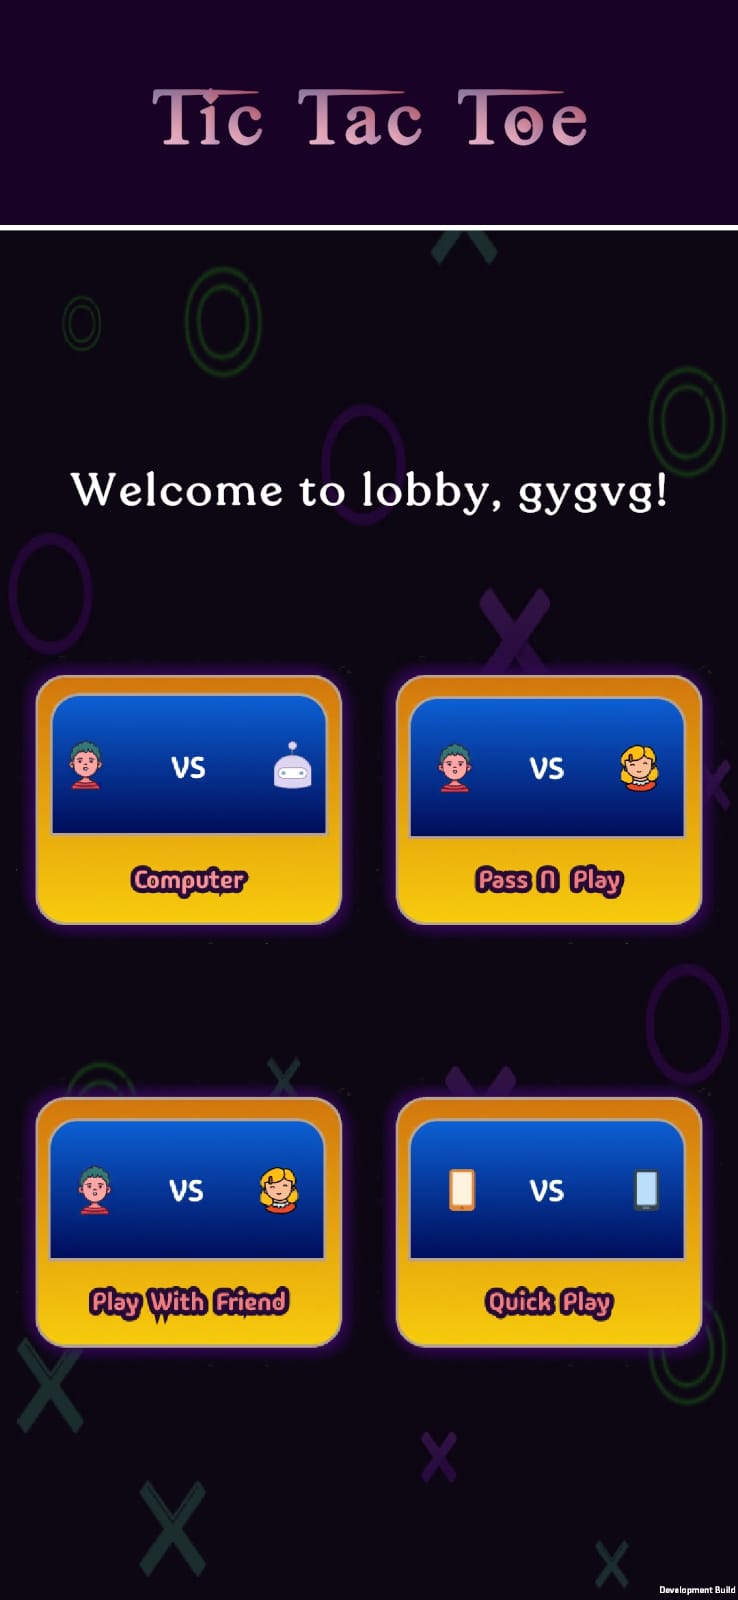 Tic Tac Toe
Welcome to lobby, gygvg!
VS
Computer
VS
Pass N Play
VS
Play With Friend
VS
Quick Play
Development Build